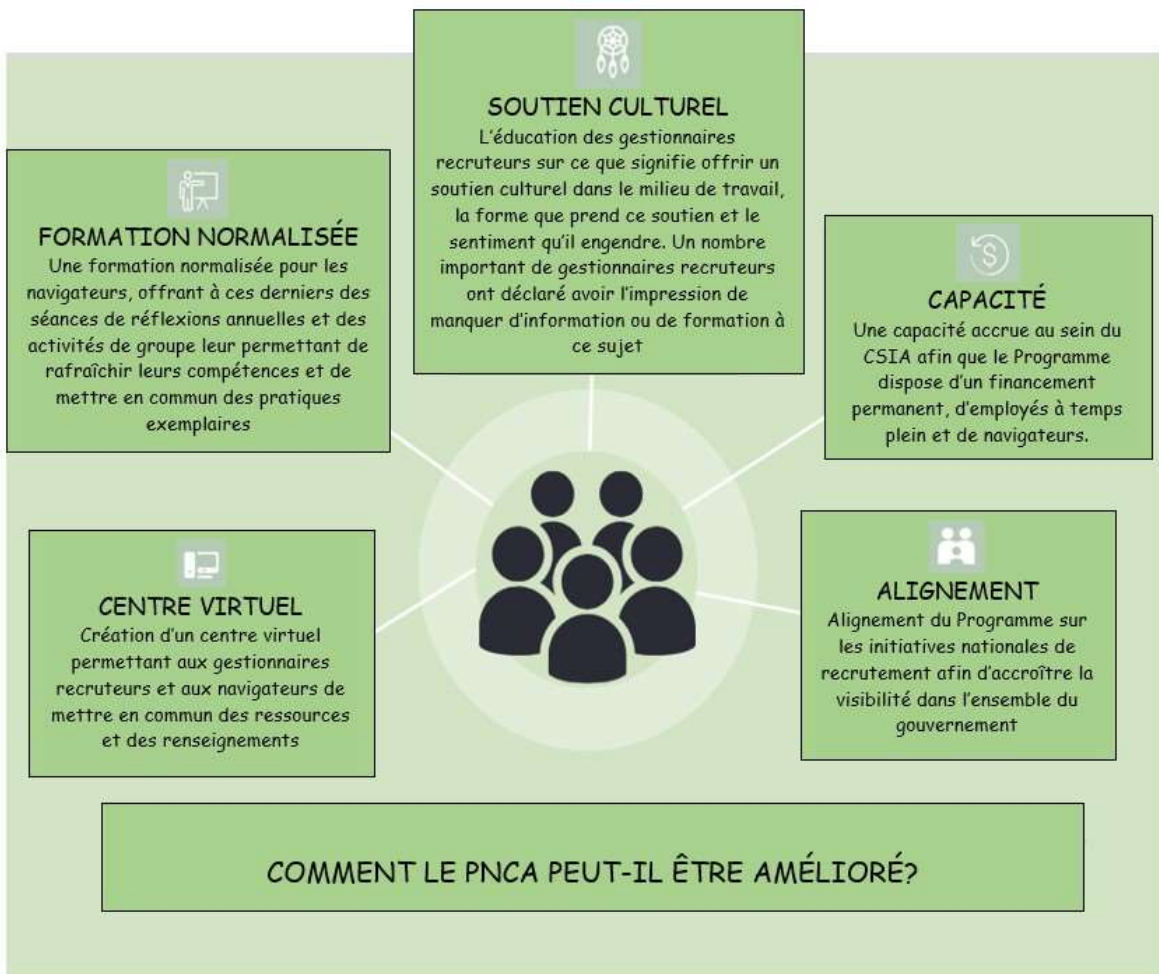 SOUTIEN CULTUREL
L'éducation des gestionnaires
recruteurs sur ce que signifie offrir un
soutien culturel dans le milieu de travail,
la forme que prend ce soutien et le
sentiment qu'il engendre. Un nombre
important de gestionnaires recruteurs
ont déclaré avoir l'impression de
manquer d'information ou de formation à
ce sujet
FORMATION NORMALISÉE
Une formation normalisée pour les
navigateurs, offrant à ces derniers des
séances de réflexions annuelles et des
activités de groupe leur permettant de
rafraîchir leurs compétences et de
mettre en commun des pratiques
exemplaires
CAPACITÉ
Une capacité accrue au sein du
CSIA afin que le Programme
dispose d'un financement
permanent, d'employés à temps
plein et de navigateurs.
CENTRE VIRTUEL
Création d'un centre virtuel
permettant aux gestionnaires
recruteurs et aux navigateurs de
mettre en commun des ressources
et des renseignements
ALIGNEMENT
Alignement du Programme sur
les initiatives nationales de
recrutement afin d'accroître la
visibilité dans l'ensemble du
gouvernement
COMMENT LE PNCA PEUT-IL ÊTRE AMÉLIORÉ?